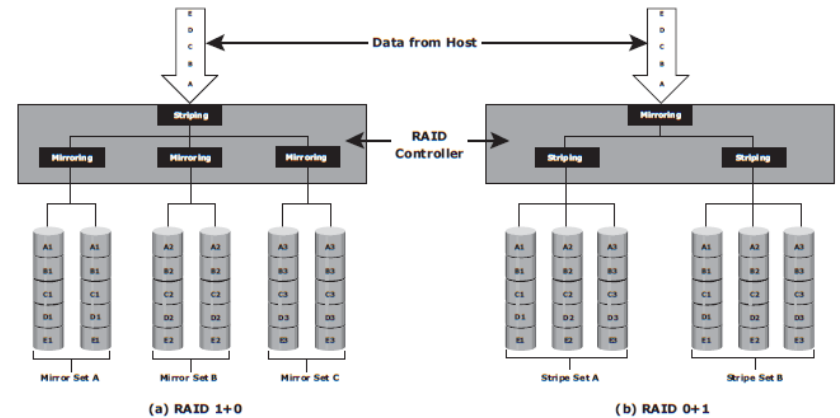 E
D
C
B
A
Data from Host
E
D
C
B
A
Striping
RAID
Controller
Mirroring
Mirroring
Mirroring
Mirroring
Striping
Striping
A1 A1 A2 A2 A3 A3
B1 B1 B2 B2 B3 B3
C1 C1 C2 C2 C3 C3
D1 D1 D2 D2 D3 D3
E1 E1 E2 E2 E3 E3
Mirror Set A
Mirror Set B
Mirror Set C
(a) RAID 1+0
A1 A2 A3 A1 A2 A3
B1 B2 B3 B1 B2 B3
C1 C2 C3 C1 C2 C3
D1 D2 D3 D1 D2 D3
E1 E2 E3 E1 E2 E3
Stripe Set A
Stripe Set B
(b) RAID 0+1